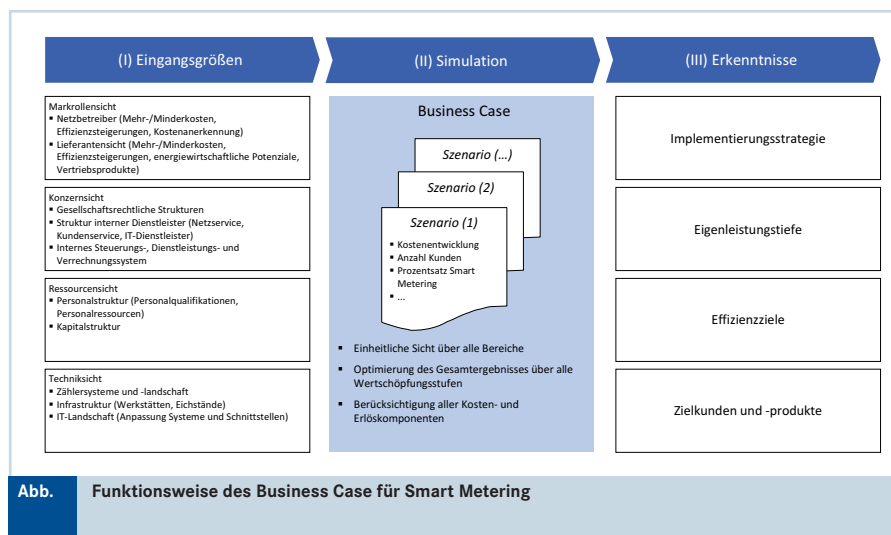 (I) Eingangsgrößen
(II) Simulation
(III) Erkenntnisse
Markrollensicht
▪ Netzbetreiber (Mehr-/Minderkosten,
Effizienzsteigerungen, Kostenanerkennung)
▪ Lieferantensicht (Mehr-/Minderkosten,
Effizienzsteigerungen, energiewirtschaftliche Potenziale,
Vertriebsprodukte)
Konzernsicht
▪ Gesellschaftsrechtliche Strukturen
▪ Struktur interner Dienstleister (Netzservice,
Kundenservice, IT-Dienstleister)
▪ Internes Steuerungs-, Dienstleistungs- und
Verrechnungssystem
Ressourcensicht
▪ Personalstruktur (Personalqualifikationen,
Personalressourcen)
▪ Kapitalstruktur
Techniksicht
▪ Zählersysteme und -landschaft
▪ Infrastruktur (Werkstätten, Eichstände)
▪ IT-Landschaft (Anpassung Systeme und Schnittstellen)
Business Case
Szenario (...)
Szenario (2)
Szenario (1)
▪ Kostenentwicklung
▪ Anzahl Kunden
▪ Prozentsatz Smart
Metering
▪ ...
▪ Einheitliche Sicht über alle Bereiche
▪ Optimierung des Gesamtergebnisses über alle
Wertschöpfungsstufen
▪ Berücksichtigung aller Kosten- und
Erlöskomponenten
Implementierungsstrategie
Eigenleistungstiefe
Effizienzziele
Zielkunden und -produkte
Abb. Funktionsweise des Business Case für Smart Metering